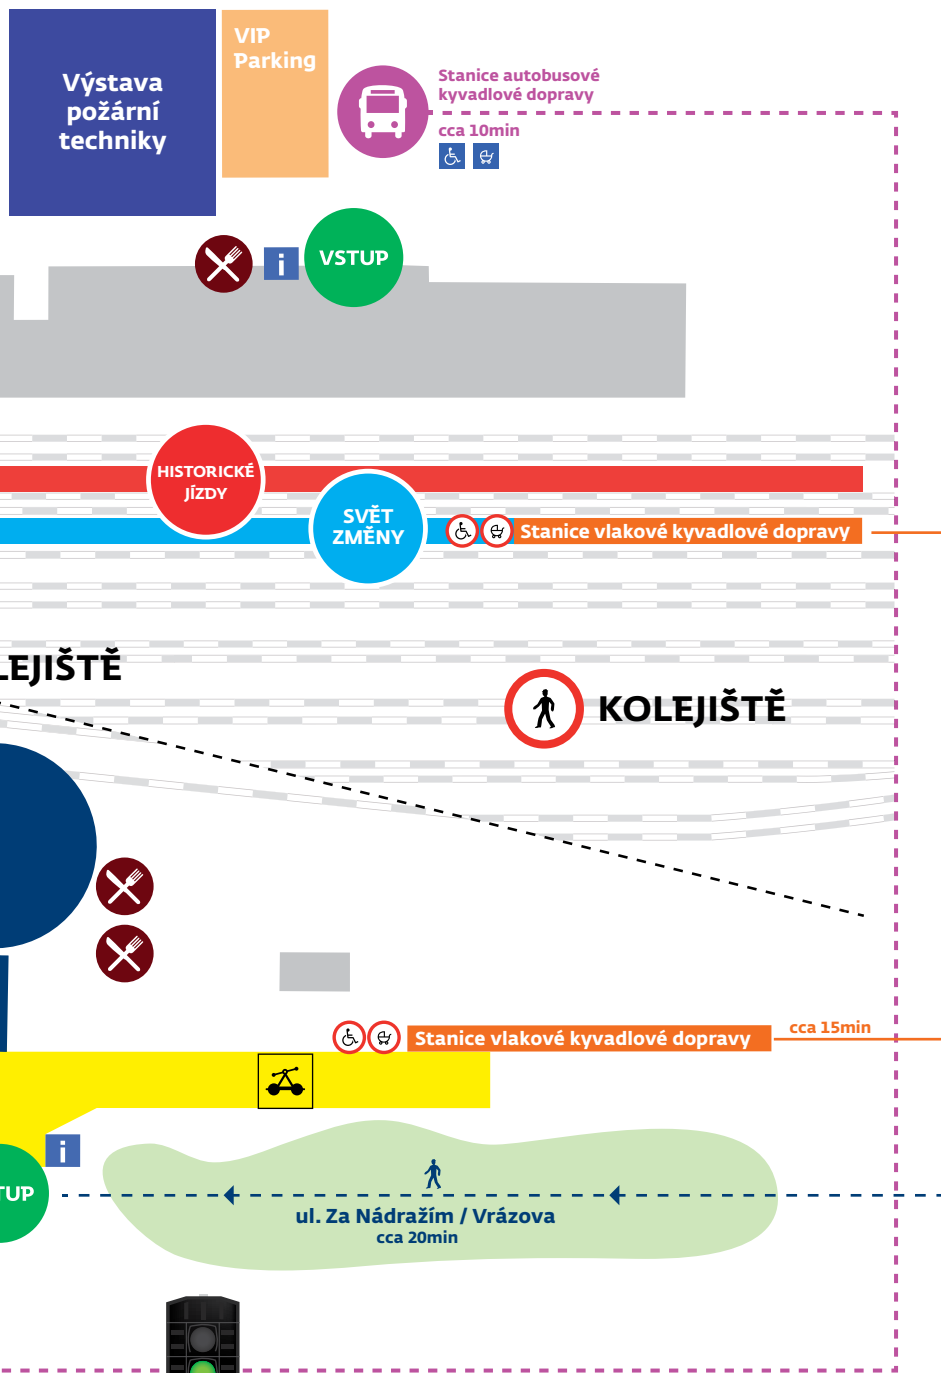 Výstava
požární
techniky
VIP
Parking
Stanice autobusové
kyvadlové dopravy
cca 10min
i
VSTUP
HISTORICKÉ
JÍZDY
SVĚT
ZMĚNY
Stanice vlakové kyvadlové dopravy
LEJIŠTĚ
KOLEJIŠTĚ
Stanice vlakové kyvadlové dopravy
cca 15min
i
TUP
ul. Za Nádražím / Vrázova
cca 20min